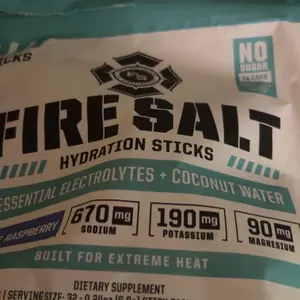 NO
SUGAR
CKS
FIRE SALT
HYDRATION STICKS
ESSENTIAL ELECTROLYTES + COCONUT WATER
RASPBERRY
670 mg
SODIUM
190 mg
POTASSIUM
90 mg
MAGNESIUM
BUILT FOR EXTREME HEAT
DIETARY SUPPLEMENT